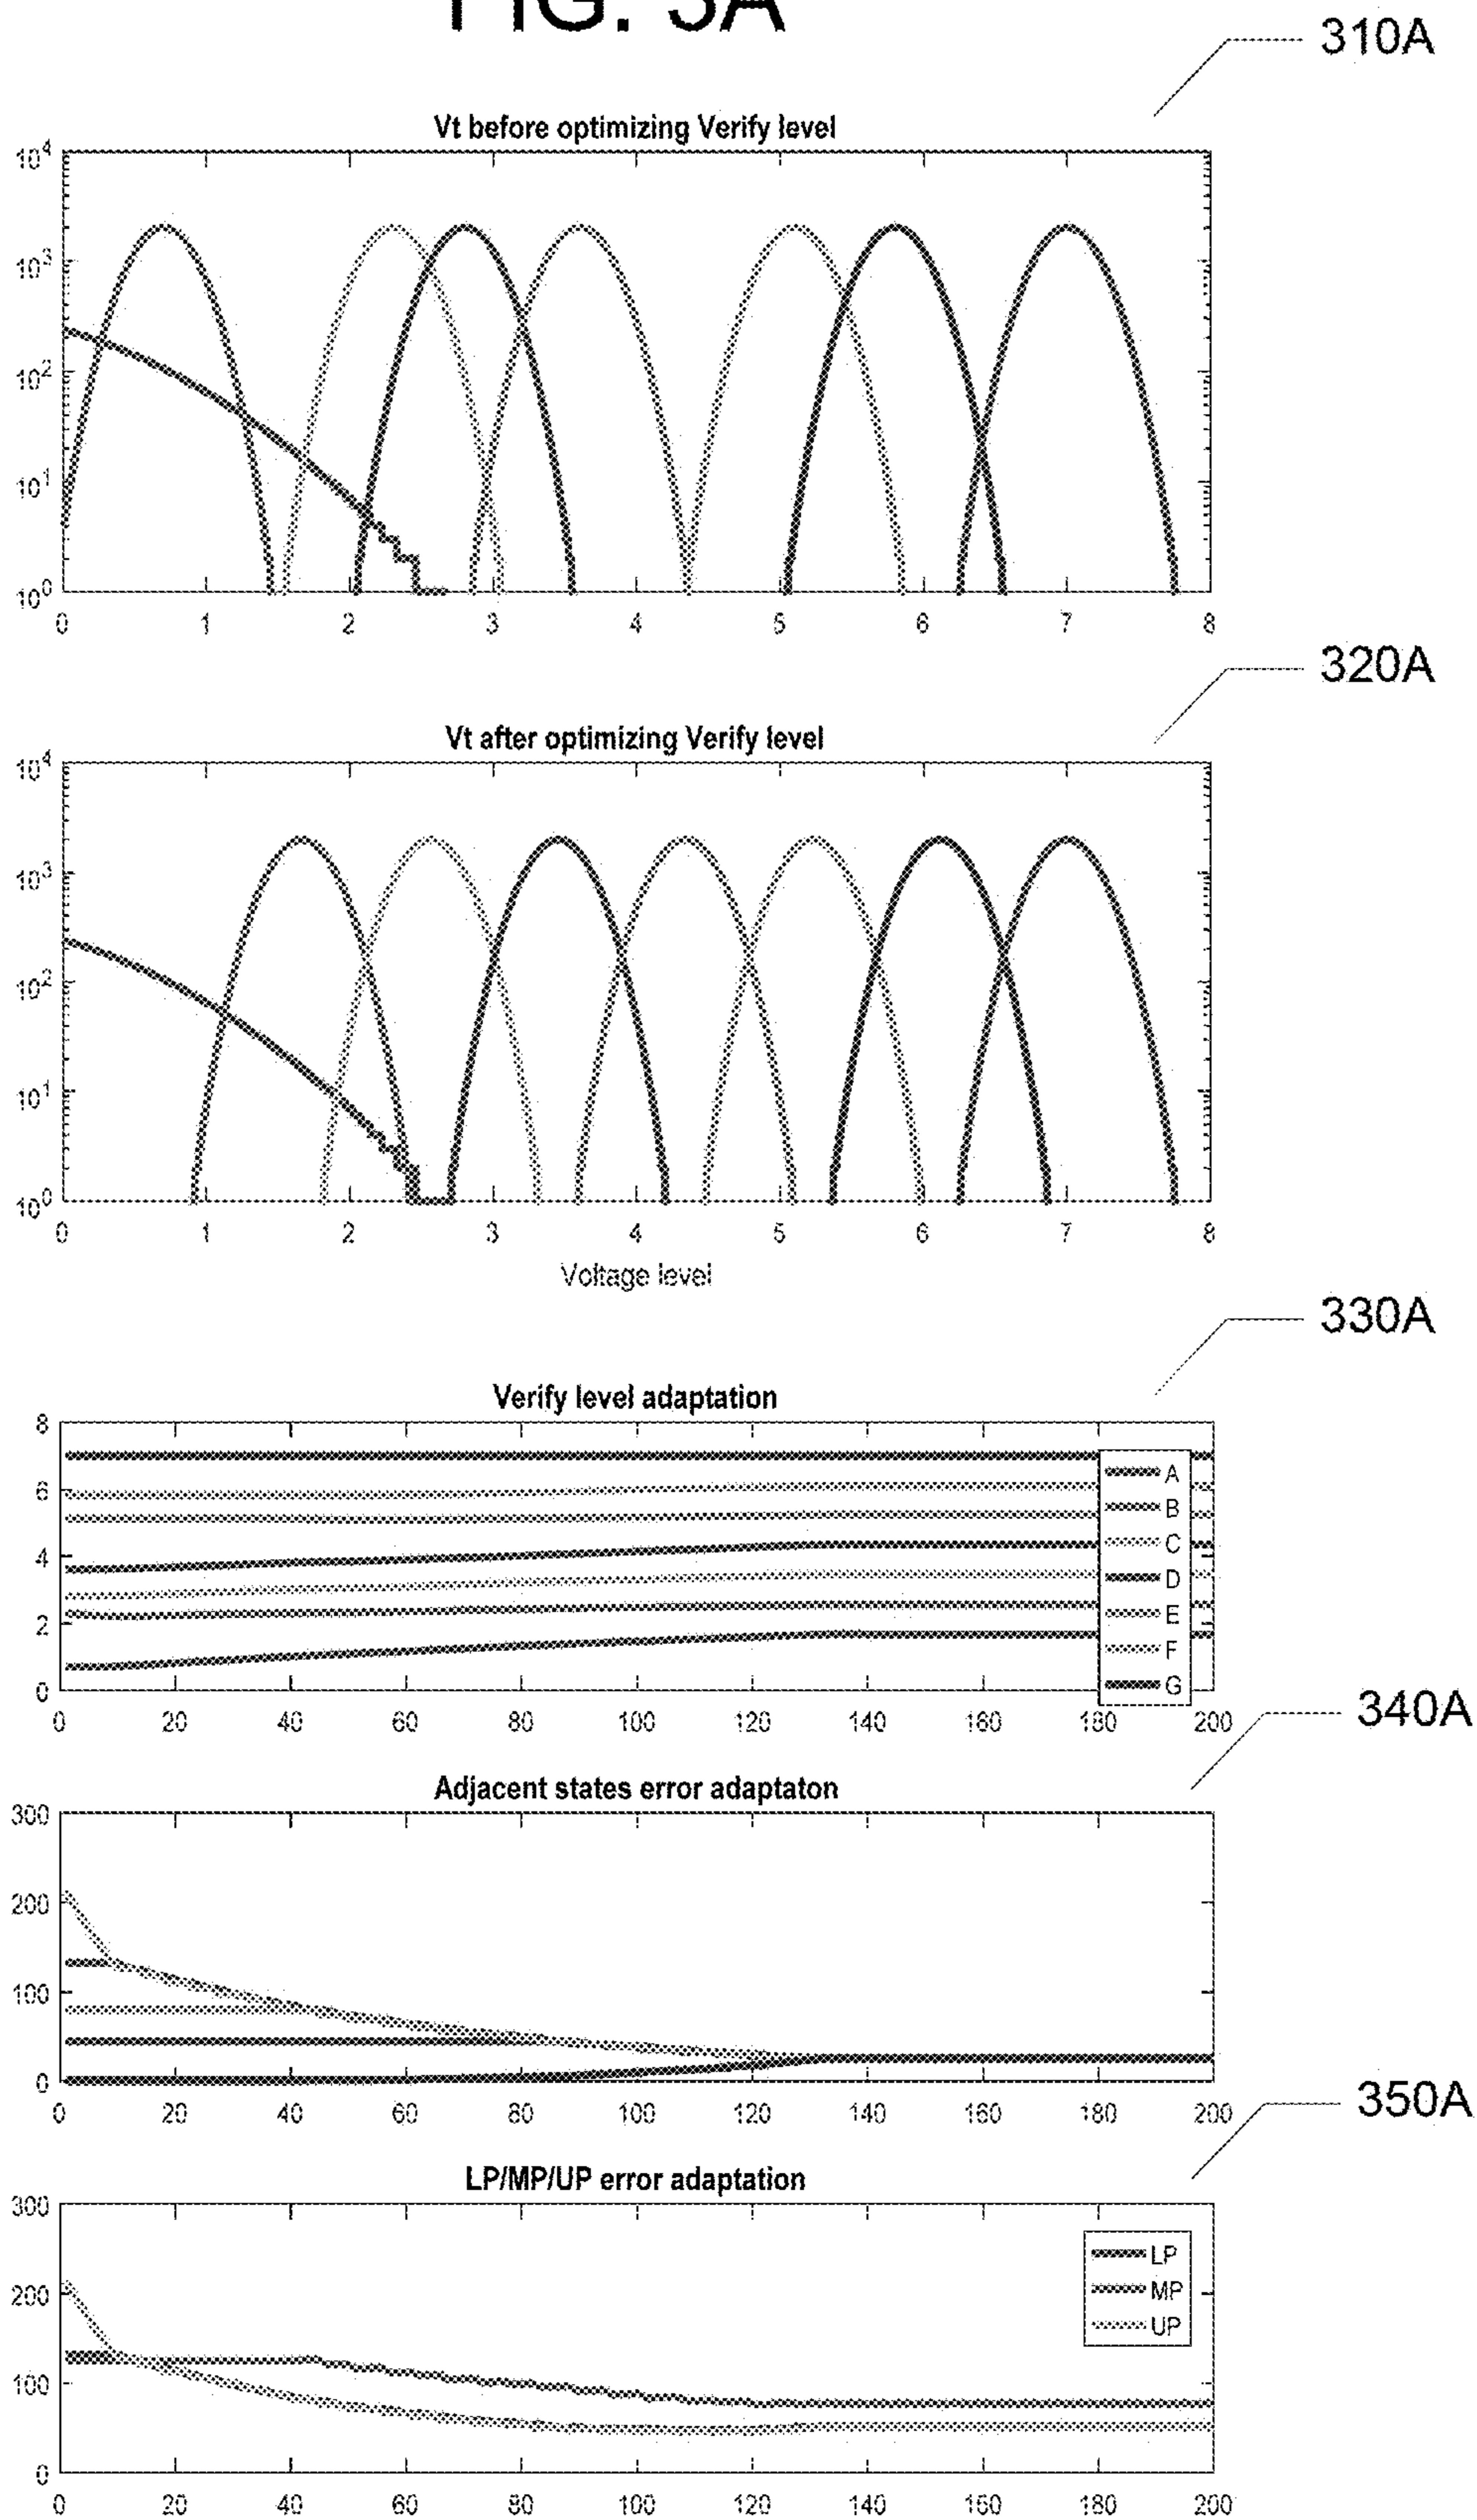 FIG. 3A
310A
Vt before optimizing Verify level
10^4
10^3
10^2
10^1
10^0
0 1 2 3 4 5 6 7 8
320A
Vt after optimizing Verify level
10^4
10^3
10^2
10^1
10^0
0 1 2 3 4 5 6 7 8
Voltage level
330A
Verify level adaptation
8
6
4
2
0
A
B
C
D
E
F
G
0 20 40 60 80 100 120 140 160 180 200
340A
Adjacent states error adaptaton
300
200
100
0
0 20 40 60 80 100 120 140 160 180 200
350A
LP/MP/UP error adaptation
300
200
100
0
LP
MP
UP
0 20 40 60 80 100 120 140 160 180 200